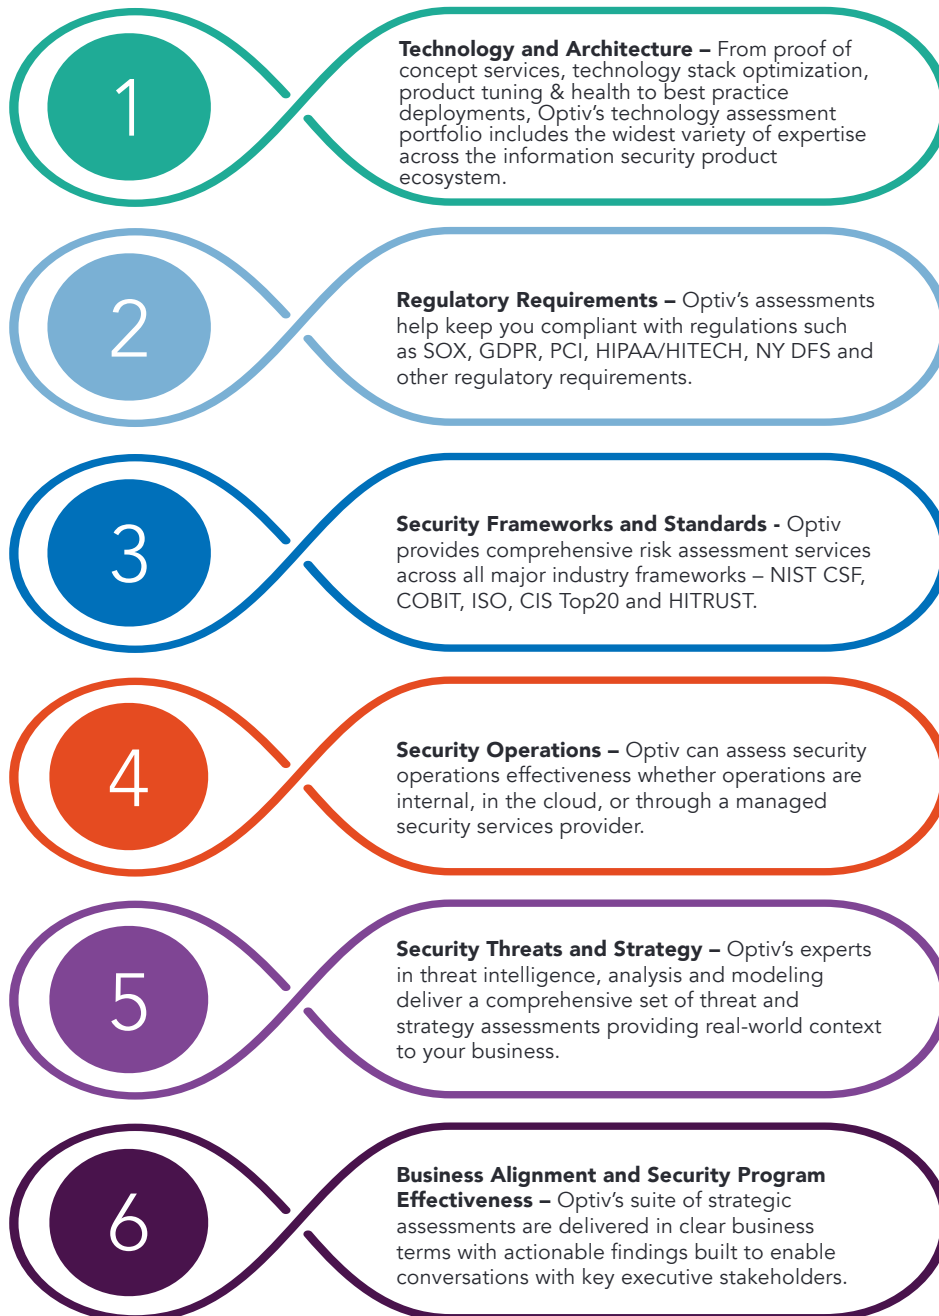 1
Technology and Architecture – From proof of
concept services, technology stack optimization,
product tuning & health to best practice
deployments, Optiv’s technology assessment
portfolio includes the widest variety of expertise
across the information security product
ecosystem.
2
Regulatory Requirements – Optiv’s assessments
help keep you compliant with regulations such
as SOX, GDPR, PCI, HIPAA/HITECH, NY DFS and
other regulatory requirements.
3
Security Frameworks and Standards - Optiv
provides comprehensive risk assessment services
across all major industry frameworks – NIST CSF,
COBIT, ISO, CIS Top20 and HITRUST.
4
Security Operations – Optiv can assess security
operations effectiveness whether operations are
internal, in the cloud, or through a managed
security services provider.
5
Security Threats and Strategy – Optiv’s experts
in threat intelligence, analysis and modeling
deliver a comprehensive set of threat and
strategy assessments providing real-world context
to your business.
6
Business Alignment and Security Program
Effectiveness – Optiv’s suite of strategic
assessments are delivered in clear business
terms with actionable findings built to enable
conversations with key executive stakeholders.